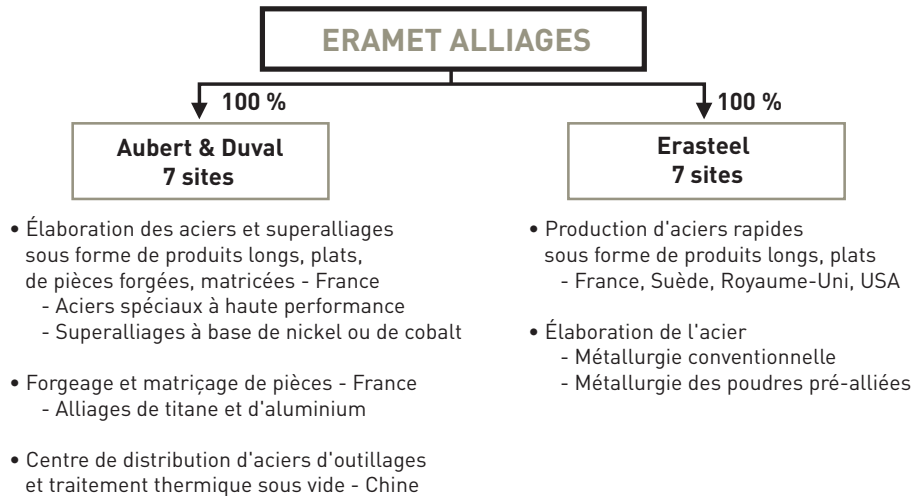 ERAMET ALLIAGES
100 %
100 %
Aubert & Duval
7 sites
• Élaboration des aciers et superalliages
sous forme de produits longs, plats,
de pièces forgées, matricées - France
- Aciers spéciaux à haute performance
- Superalliages à base de nickel ou de cobalt
• Forgeage et matriçage de pièces - France
- Alliages de titane et d'aluminium
• Centre de distribution d'aciers d'outillages
et traitement thermique sous vide - Chine
Erasteel
7 sites
• Production d'aciers rapides
sous forme de produits longs, plats
- France, Suède, Royaume-Uni, USA
• Élaboration de l'acier
- Métallurgie conventionnelle
- Métallurgie des poudres pré-alliées